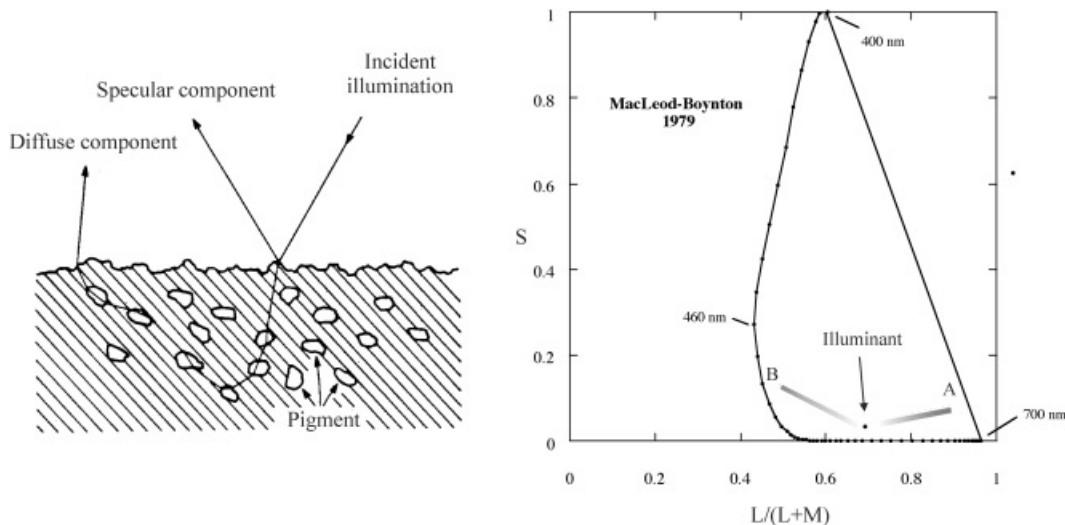 Incident
illumination
Specular component
Diffuse component
Pigment
1
0.8
0.6
S
0.4
0.2
0
MacLeod-Boynton
1979
400 nm
460 nm
Illuminant
B
A
700 nm
0
0.2
0.4
0.6
0.8
1
L/(L+M)